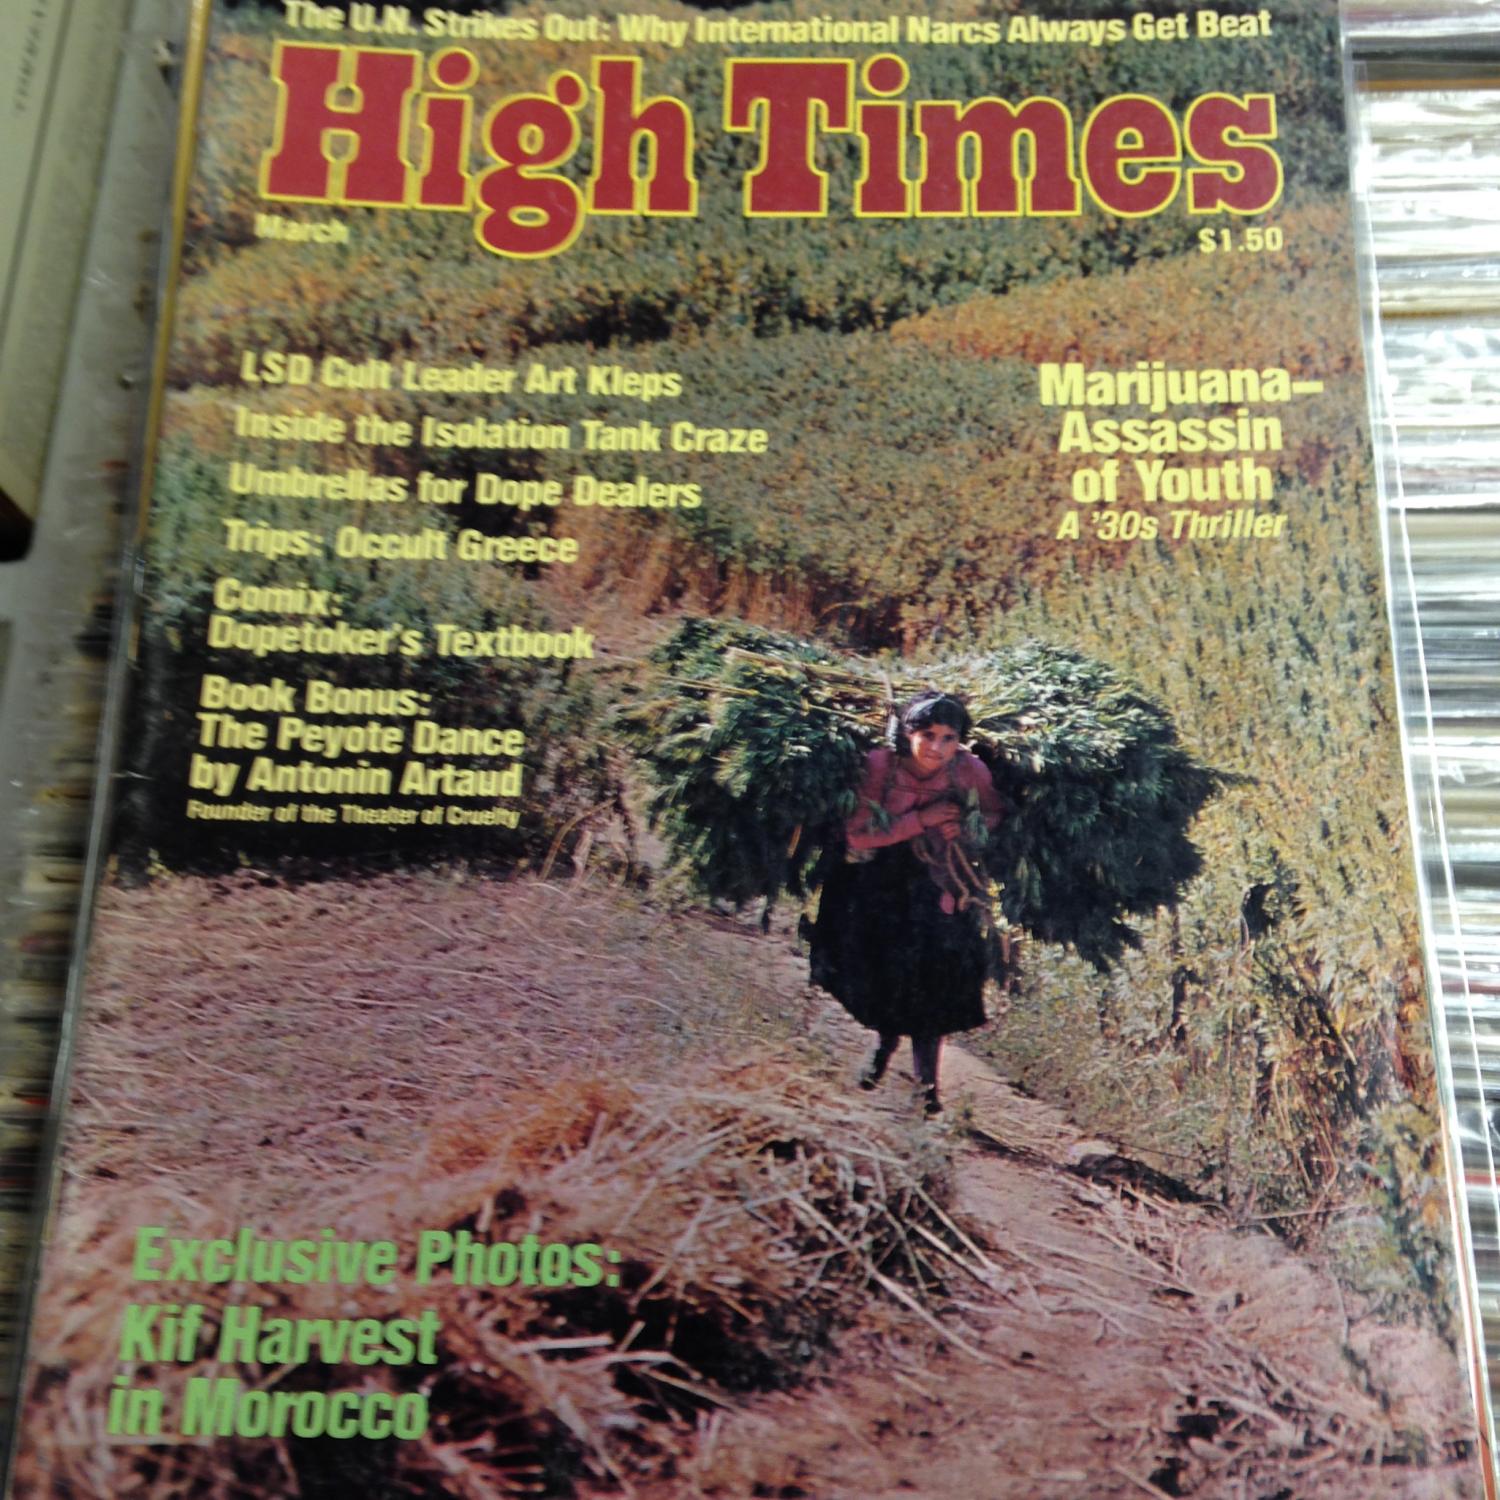 The U.N. Strikes Out: Why International Narcs Always Get Beat
High Times
March
$1.50
LSD Cult Leader Art Kleps
Inside the Isolation Tank Craze
Umbrellas for Dope Dealers
Trips: Occult Greece
Comix:
Dopetoker's Textbook
Book Bonus:
The Peyote Dance
by Antonin Artaud
Founder of the Theater of Cruelty
Marijuana–
Assassin
of Youth
A '30s Thriller
Exclusive Photos:
Kif Harvest
in Morocco